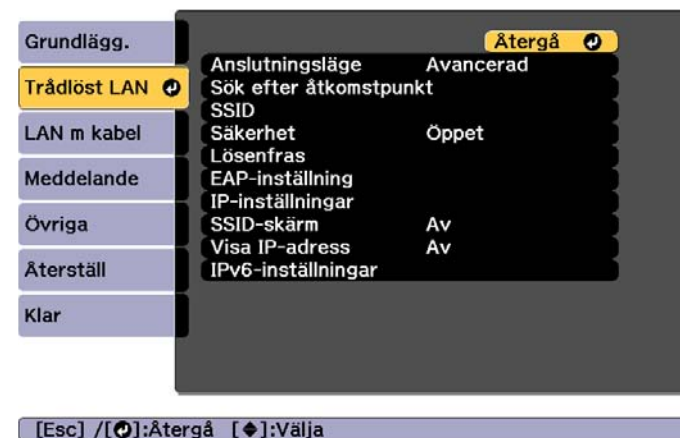 Grundlägg.
Trådlöst LAN
LAN m kabel
Meddelande
Övriga
Återställ
Klar
Återgå
Anslutningsläge Avancerad
Sök efter åtkomstpunkt
SSID
Säkerhet Öppet
Lösenfras
EAP-inställning
IP-inställningar
SSID-skärm Av
Visa IP-adress Av
IPv6-inställningar
[Esc] /[⏎]:Återgå [◆]:Välja